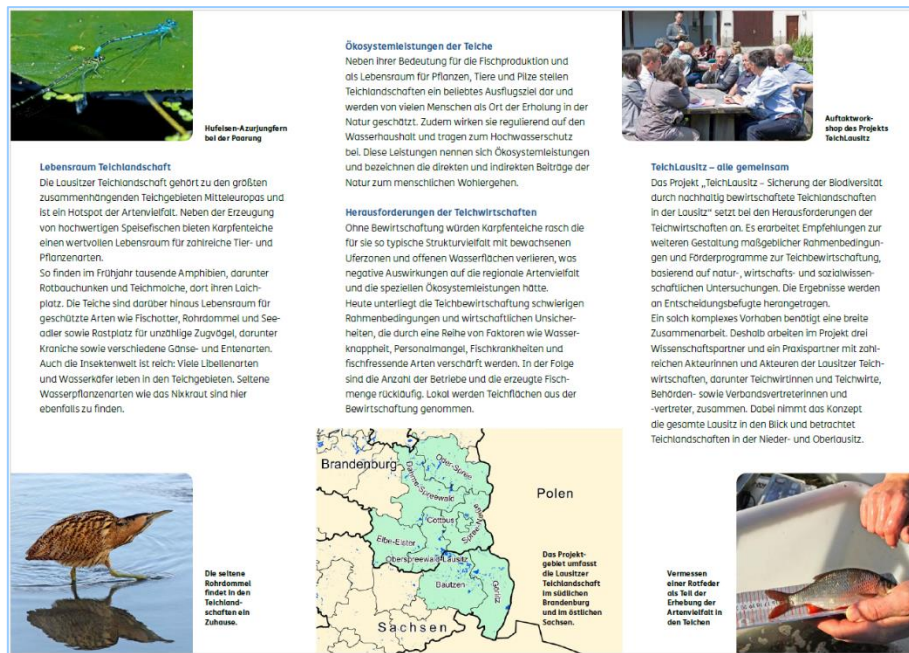 Hufeisen-Azurjungfern
bei der Paarung
Lebensraum Teichlandschaft
Die Lausitzer Teichlandschaft gehört zu den größten
zusammenhängenden Teichgebieten Mitteleuropas und
ist ein Hotspot der Artenvielfalt. Neben der Erzeugung
von hochwertigen Speisefischen bieten Karpfenteiche
einen wertvollen Lebensraum für zahlreiche Tier- und
Pflanzenarten.
So finden im Frühjahr tausende Amphibien, darunter
Rotbauchunken und Teichmolche, dort ihren Laich-
platz. Die Teiche sind darüber hinaus Lebensraum für
geschützte Arten wie Fischotter, Rohrdommel und See-
adler sowie Rastplatz für unzählige Zugvögel, darunter
Kraniche sowie verschiedene Gänse- und Entenarten.
Auch die Insektenwelt ist reich: Viele Libellenarten
und Wasserkäfer leben in den Teichgebieten. Seltene
Wasserpflanzenarten wie das Nixkraut sind hier
ebenfalls zu finden.
Die seltene
Rohrdommel
findet in den
Teichland-
schaften ein
Zuhause.
Ökosystemleistungen der Teiche
Neben ihrer Bedeutung für die Fischproduktion und
als Lebensraum für Pflanzen, Tiere und Pilze stellen
Teichlandschaften ein beliebtes Ausflugsziel dar und
werden von vielen Menschen als Ort der Erholung in der
Natur geschätzt. Zudem wirken sie regulierend auf den
Wasserhaushalt und tragen zum Hochwasserschutz
bei. Diese Leistungen nennen sich Ökosystemleistungen
und bezeichnen die direkten und indirekten Beiträge der
Natur zum menschlichen Wohlergehen.
Herausforderungen der Teichwirtschaften
Ohne Bewirtschaftung würden Karpfenteiche rasch die
für sie so typische Strukturvielfalt mit bewachsenen
Uferzonen und offenen Wasserflächen verlieren, was
negative Auswirkungen auf die regionale Artenvielfalt
und die speziellen Ökosystemleistungen hätte.
Heute unterliegt die Teichbewirtschaftung schwierigen
Rahmenbedingungen und wirtschaftlichen Unsicher-
heiten, die durch eine Reihe von Faktoren wie Wasser-
knappheit, Personalmangel, Fischkrankheiten und
fischfressende Arten verschärft werden. In der Folge
sind die Anzahl der Betriebe und die erzeugte Fisch-
menge rückläufig. Lokal werden Teichflächen aus der
Bewirtschaftung genommen.
Brandenburg
Oder-Spree
Dahme-Spreewald
Polen
Cottbus
Spree-Neiße
Elbe-Elster
Oberspreewald-Lausitz
Bautzen
Görlitz
Sachsen
Das Projekt-
gebiet umfasst
die Lausitzer
Teichlandschaft
im südlichen
Brandenburg
und im östlichen
Sachsen.
Auftaktwork-
shop des Projekts
TeichLausitz
TeichLausitz – alle gemeinsam
Das Projekt „TeichLausitz – Sicherung der Biodiversität
durch nachhaltig bewirtschaftete Teichlandschaften
in der Lausitz“ setzt bei den Herausforderungen der
Teichwirtschaften an. Es erarbeitet Empfehlungen zur
weiteren Gestaltung maßgeblicher Rahmenbedingun-
gen und Förderprogramme zur Teichbewirtschaftung,
basierend auf natur-, wirtschafts- und sozialwissen-
schaftlichen Untersuchungen. Die Ergebnisse werden
an Entscheidungsbefugte herangetragen.
Ein solch komplexes Vorhaben benötigt eine breite
Zusammenarbeit. Deshalb arbeiten im Projekt drei
Wissenschaftspartner und ein Praxispartner mit zahl-
reichen Akteurinnen und Akteuren der Lausitzer Teich-
wirtschaften, darunter Teichwirtinnen und Teichwirte,
Behörden- sowie Verbandsvertreterinnen und
-vertreter, zusammen. Dabei nimmt das Konzept
die gesamte Lausitz in den Blick und betrachtet
Teichlandschaften in der Nieder- und Oberlausitz.
Vermessen
einer Rotfeder
als Teil der
Erhebung der
Artenvielfalt in
den Teichen